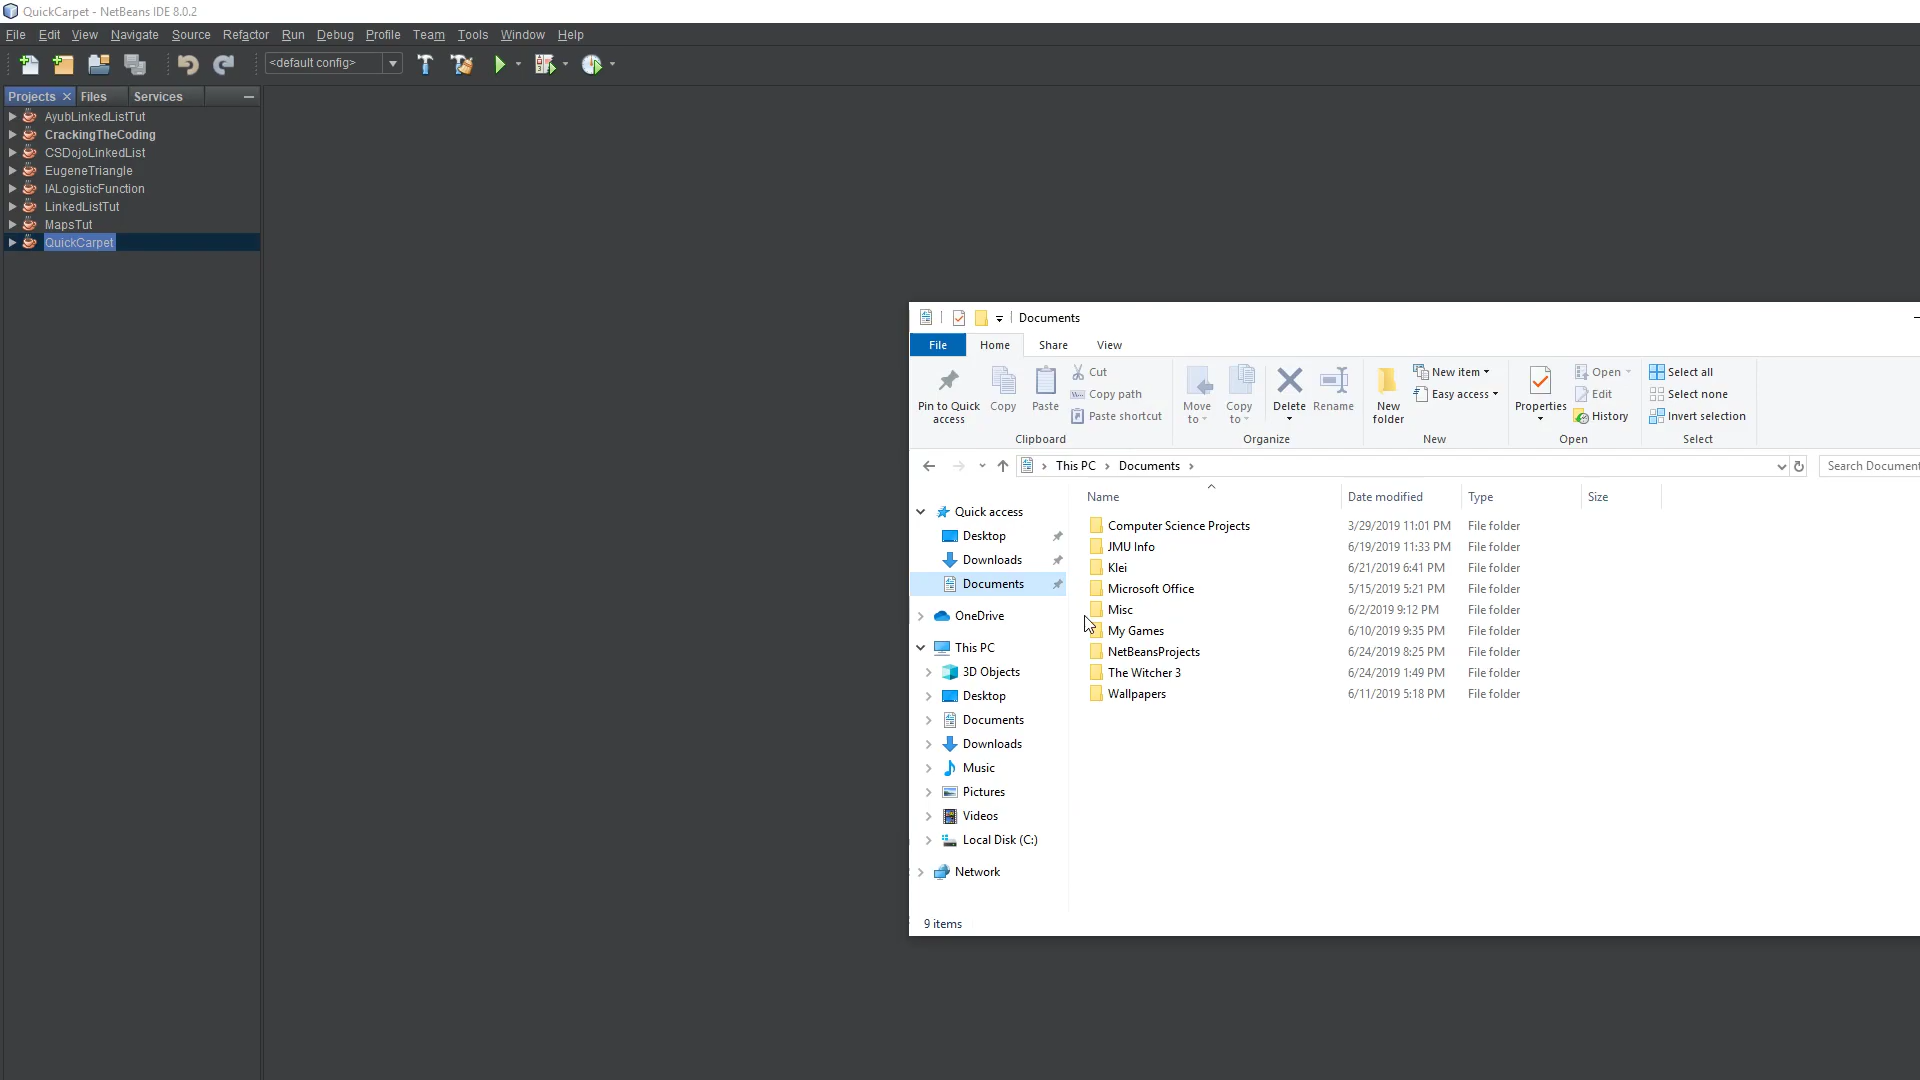 QuickCarpet - NetBeans IDE 8.0.2
File Edit View Navigate Source Refactor Run Debug Profile Team Tools Window Help
<default config>
Projects Files Services
AyubLinkedListTut
CrackingTheCoding
CSDojoLinkedList
EugeneTriangle
IALogisticFunction
LinkedListTut
MapsTut
QuickCarpet
Documents
File Home Share View
Pin to Quick access
Copy
Paste
Cut
Copy path
Paste shortcut
Clipboard
Move to
Copy to
Delete
Rename
Organize
New folder
New item
Easy access
New
Properties
Open
Edit
History
Open
Select all
Select none
Invert selection
Select
This PC Documents
Search Document
Name Date modified Type Size
Quick access
Desktop
Downloads
Documents
OneDrive
This PC
3D Objects
Desktop
Documents
Downloads
Music
Pictures
Videos
Local Disk (C:)
Network
Computer Science Projects 3/29/2019 11:01 PM File folder
JMU Info 6/19/2019 11:33 PM File folder
Klei 6/21/2019 6:41 PM File folder
Microsoft Office 5/15/2019 5:21 PM File folder
Misc 6/2/2019 9:12 PM File folder
My Games 6/10/2019 9:35 PM File folder
NetBeansProjects 6/24/2019 8:25 PM File folder
The Witcher 3 6/24/2019 1:49 PM File folder
Wallpapers 6/11/2019 5:18 PM File folder
9 items